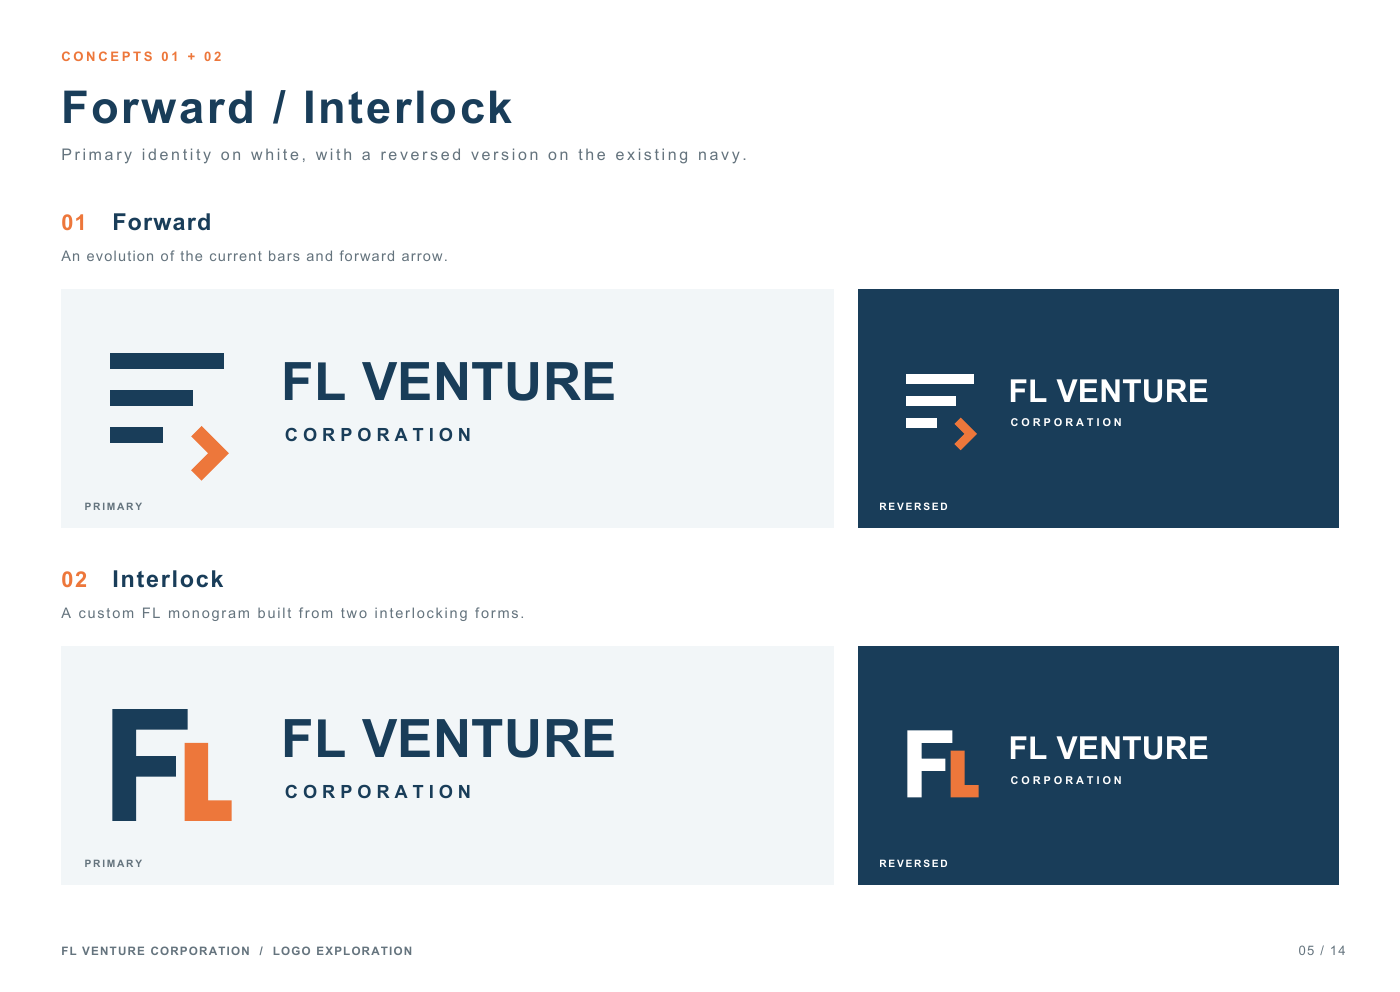 CONCEPTS 01 + 02
Forward / Interlock
Primary identity on white, with a reversed version on the existing navy.
01 Forward
An evolution of the current bars and forward arrow.
FL VENTURE
CORPORATION
PRIMARY
FL VENTURE
CORPORATION
REVERSED
02 Interlock
A custom FL monogram built from two interlocking forms.
FL
FL VENTURE
CORPORATION
PRIMARY
FL
FL VENTURE
CORPORATION
REVERSED
FL VENTURE CORPORATION / LOGO EXPLORATION
05 / 14